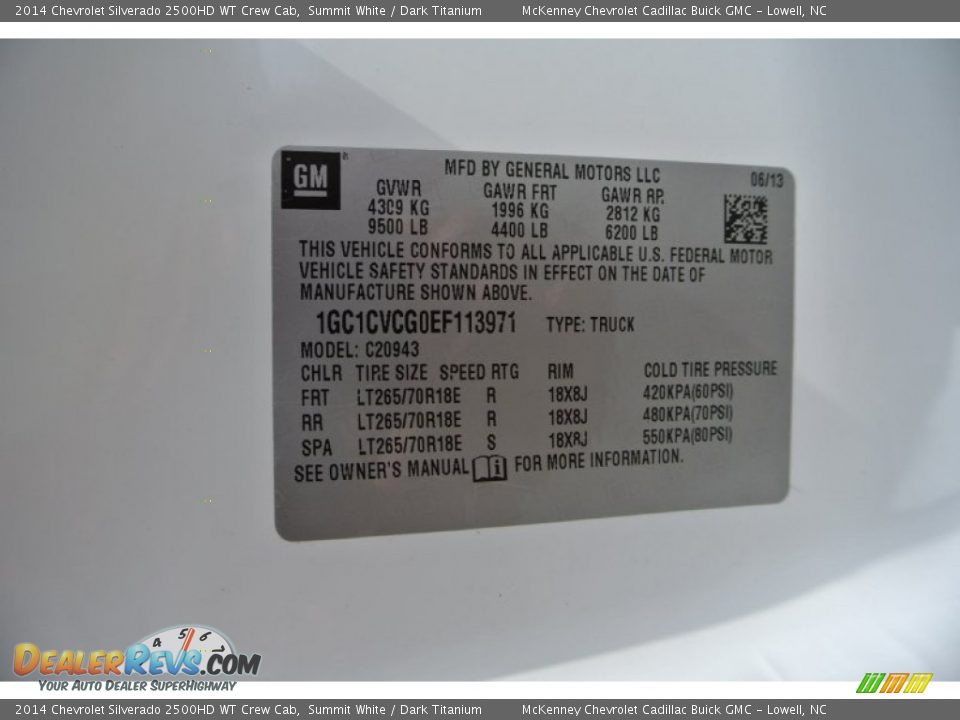 2014 Chevrolet Silverado 2500HD WT Crew Cab, Summit White / Dark Titanium McKenney Chevrolet Cadillac Buick GMC - Lowell, NC
GM MFD BY GENERAL MOTORS LLC 06/13
GVWR GAWR FRT GAWR RR
4309 KG 1996 KG 2812 KG
9500 LB 4400 LB 6200 LB
THIS VEHICLE CONFORMS TO ALL APPLICABLE U.S. FEDERAL MOTOR
VEHICLE SAFETY STANDARDS IN EFFECT ON THE DATE OF
MANUFACTURE SHOWN ABOVE.
1GC1CVCG0EF113971 TYPE: TRUCK
MODEL: C20943
CHLR TIRE SIZE SPEED RTG RIM COLD TIRE PRESSURE
FRT LT265/70R18E R 18X8J 420KPA(60PSI)
RR LT265/70R18E R 18X8J 480KPA(70PSI)
SPA LT265/70R18E S 18X8J 550KPA(80PSI)
SEE OWNER'S MANUAL i FOR MORE INFORMATION.
4 5 6 7
DEALERREVS.COM
YOUR AUTO DEALER SUPERHIGHWAY
2014 Chevrolet Silverado 2500HD WT Crew Cab, Summit White / Dark Titanium McKenney Chevrolet Cadillac Buick GMC - Lowell, NC